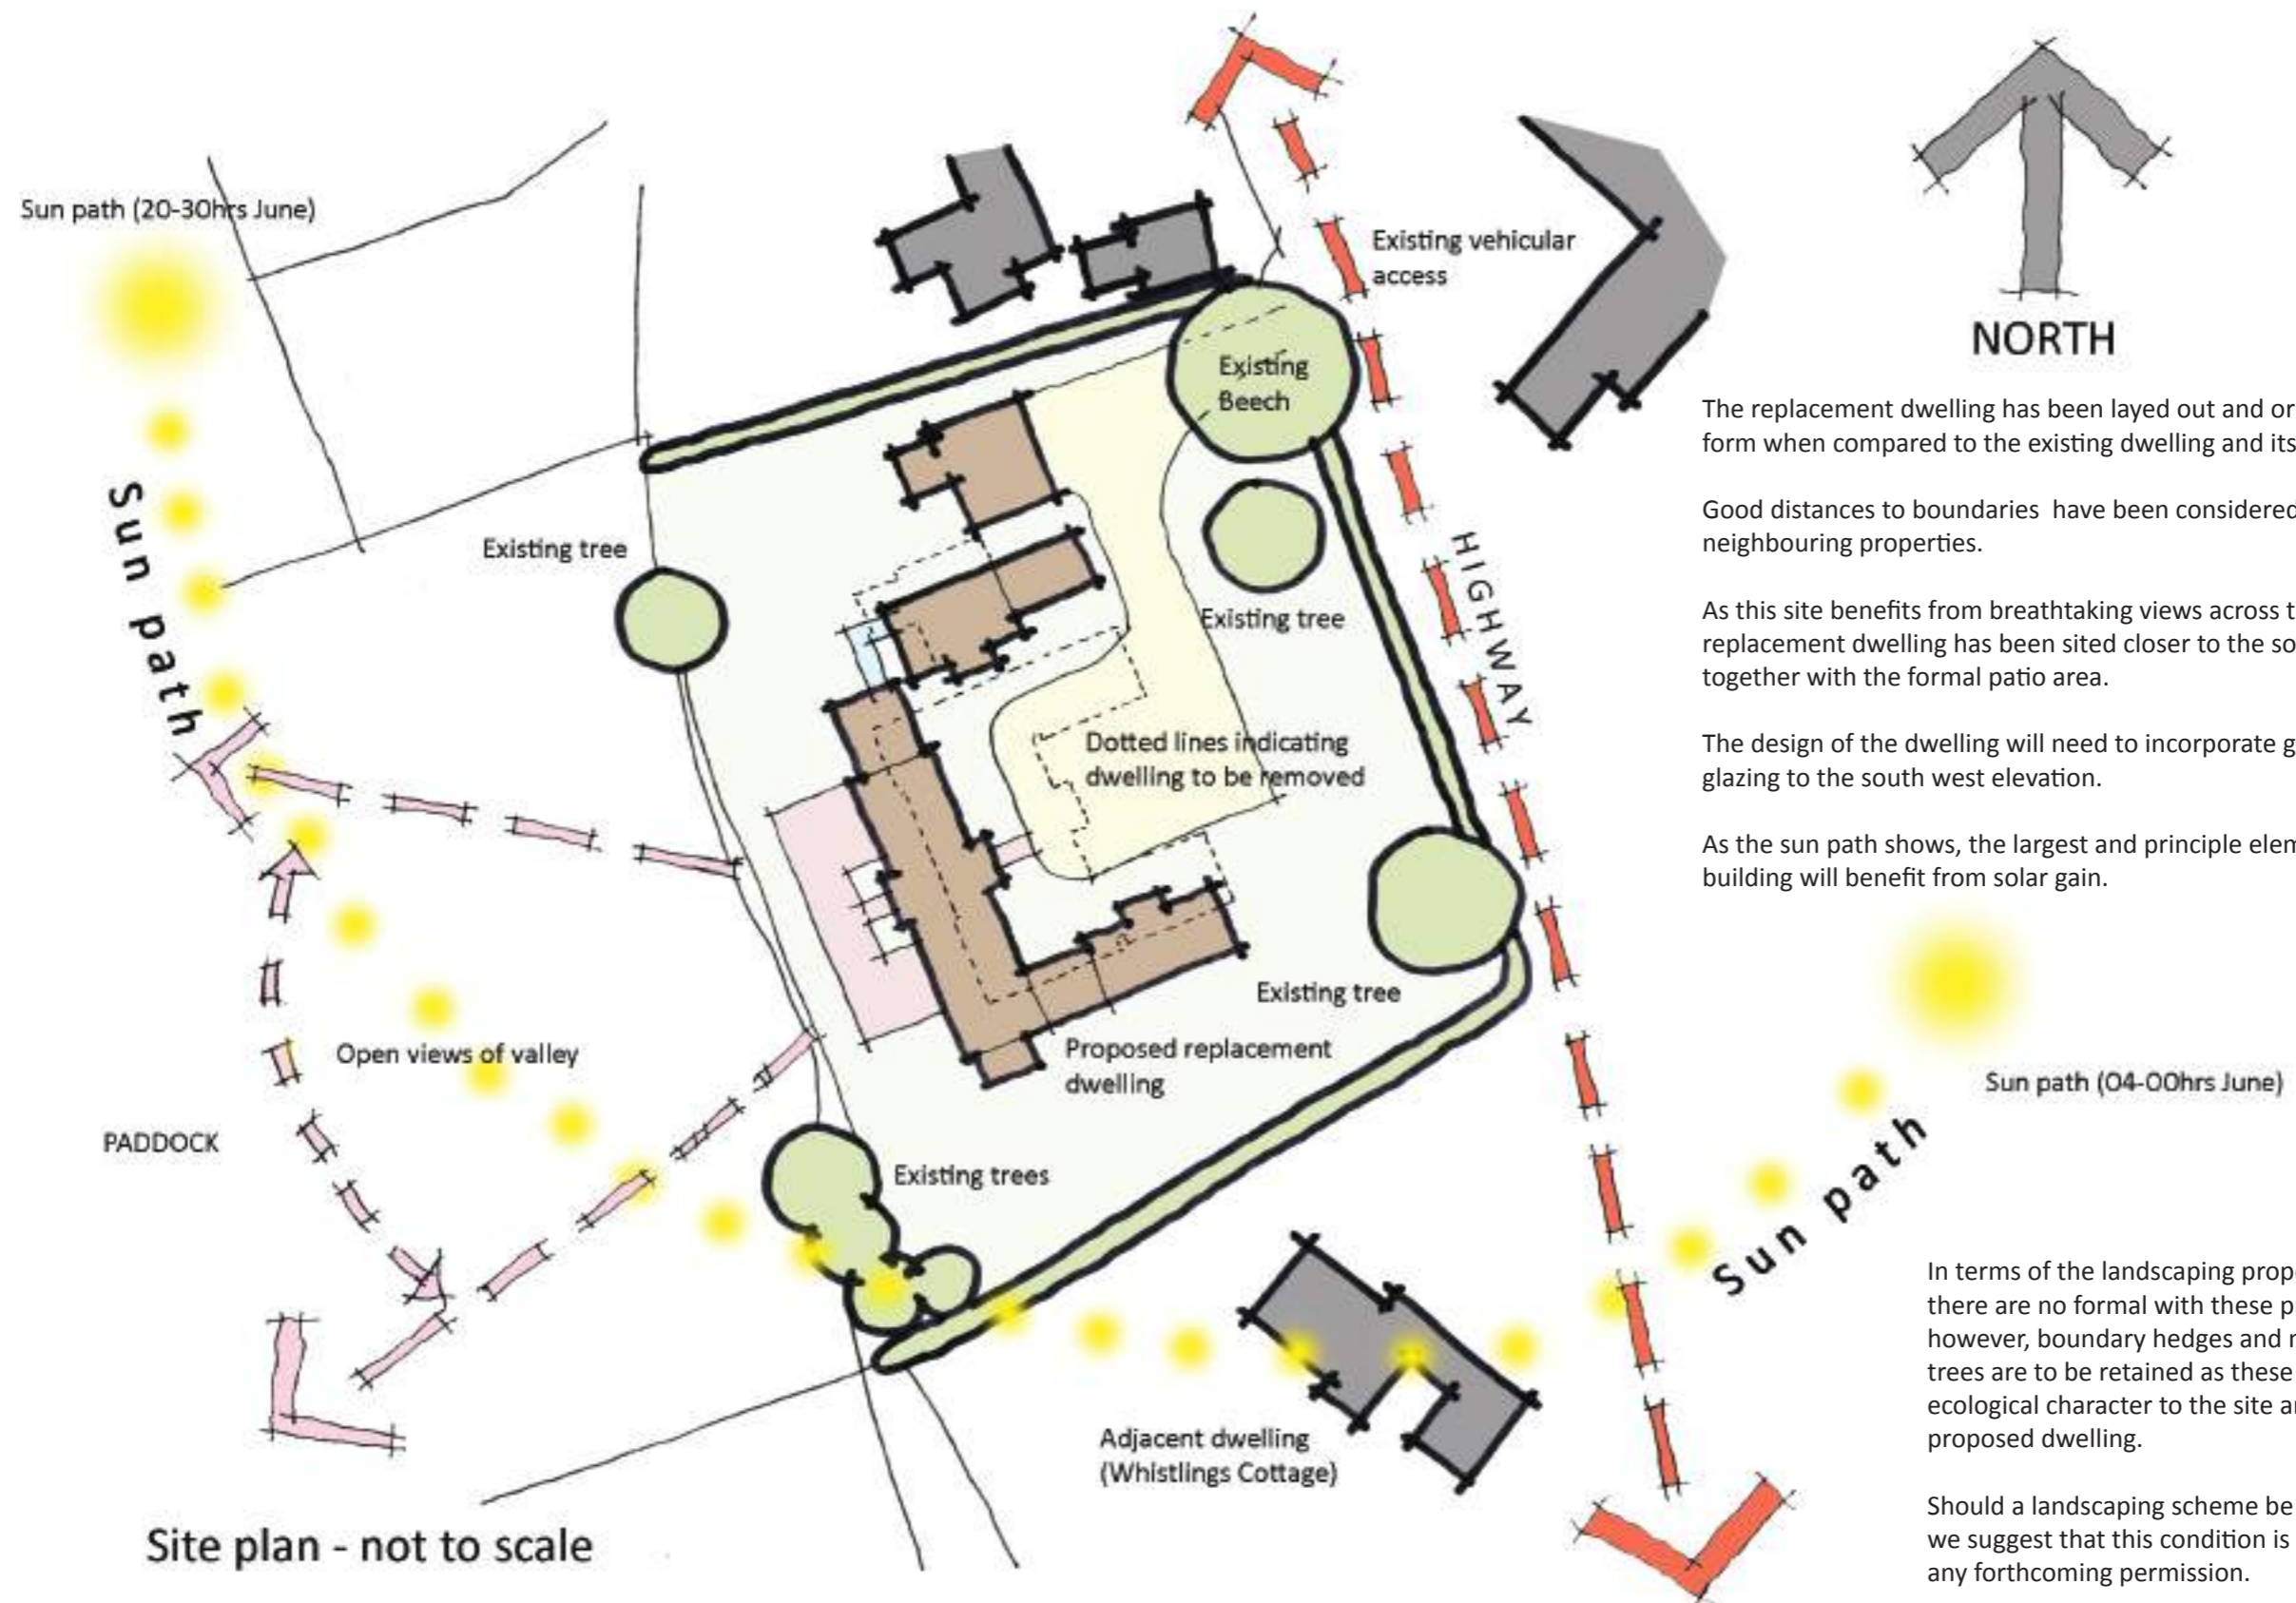 Sun path (20-30hrs June)
Sun path
Existing vehicular
access
NORTH
Existing
Beech
Existing tree
Existing tree
HIGHWAY
Dotted lines indicating
dwelling to be removed
Existing tree
Proposed replacement
dwelling
Open views of valley
PADDOCK
Existing trees
Adjacent dwelling
(Whistlings Cottage)
Site plan - not to scale
The replacement dwelling has been layed out and or
form when compared to the existing dwelling and its
Good distances to boundaries have been considered
neighbouring properties.
As this site benefits from breathtaking views across t
replacement dwelling has been sited closer to the so
together with the formal patio area.
The design of the dwelling will need to incorporate g
glazing to the south west elevation.
As the sun path shows, the largest and principle elem
building will benefit from solar gain.
Sun path (04-00hrs June)
Sun path
In terms of the landscaping prop
there are no formal with these p
however, boundary hedges and
trees are to be retained as these
ecological character to the site a
proposed dwelling.
Should a landscaping scheme be
we suggest that this condition is
any forthcoming permission.